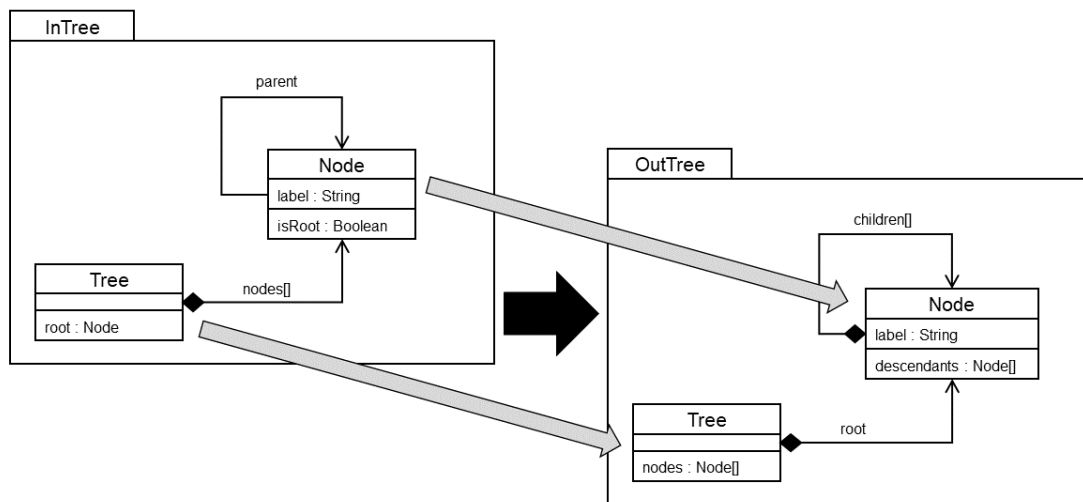 InTree
parent
Node
label : String
isRoot : Boolean
Tree
nodes[]
root : Node
OutTree
children[]
Node
label : String
descendants : Node[]
Tree
root
nodes : Node[]